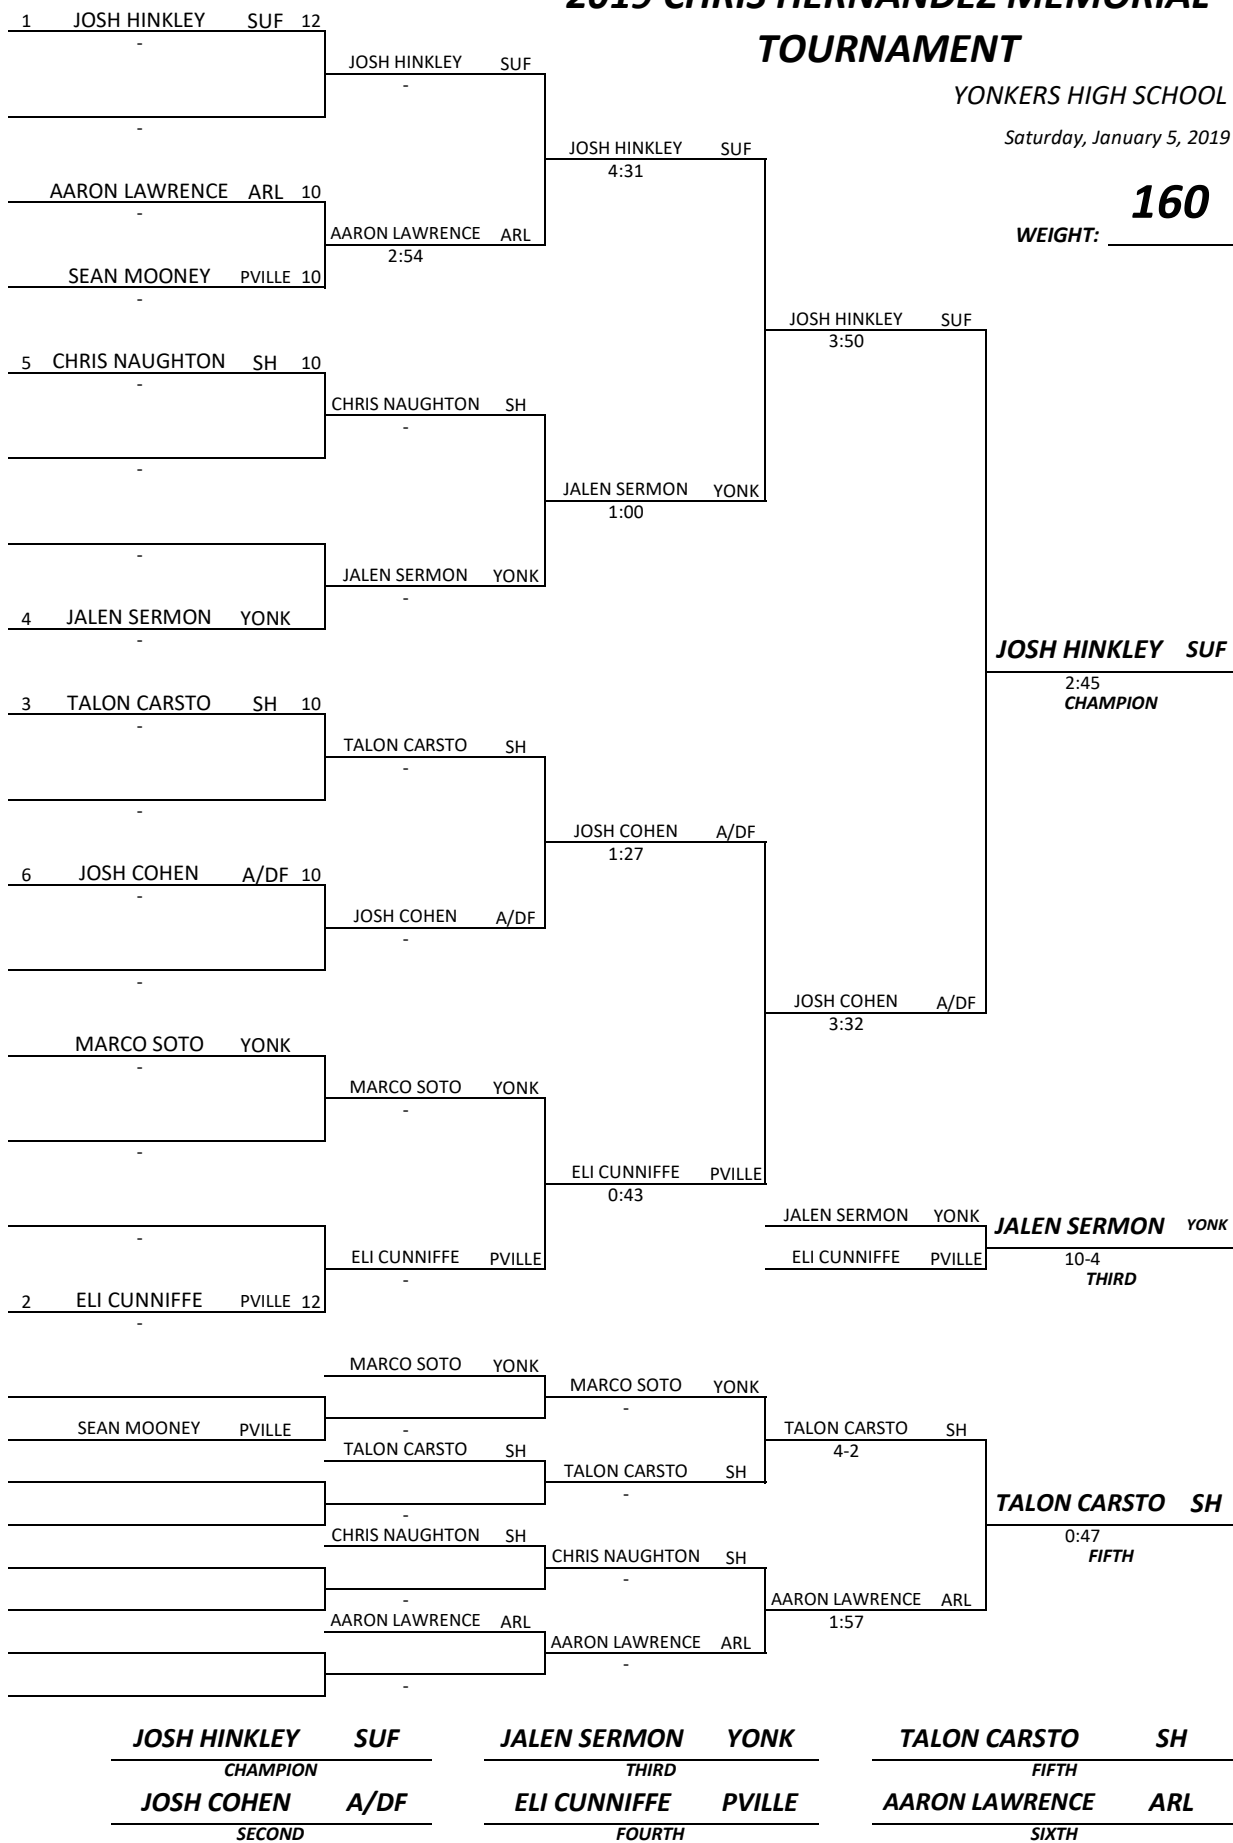 2019 CHRIS HERNANDEZ MEMORIAL
TOURNAMENT
YONKERS HIGH SCHOOL
Saturday, January 5, 2019
160
WEIGHT:
1 JOSH HINKLEY SUF 12
-
JOSH HINKLEY SUF
-
-
JOSH HINKLEY SUF
4:31
AARON LAWRENCE ARL 10
-
AARON LAWRENCE ARL
2:54
SEAN MOONEY PVILLE 10
-
JOSH HINKLEY SUF
3:50
5 CHRIS NAUGHTON SH 10
-
CHRIS NAUGHTON SH
-
-
JALEN SERMON YONK
1:00
-
JALEN SERMON YONK
-
4 JALEN SERMON YONK
-
JOSH HINKLEY SUF
2:45
CHAMPION
3 TALON CARSTO SH 10
-
TALON CARSTO SH
-
-
JOSH COHEN A/DF
1:27
6 JOSH COHEN A/DF 10
-
JOSH COHEN A/DF
-
-
JOSH COHEN A/DF
3:32
MARCO SOTO YONK
-
MARCO SOTO YONK
-
-
ELI CUNNIFFE PVILLE
0:43
-
ELI CUNNIFFE PVILLE
-
2 ELI CUNNIFFE PVILLE 12
-
JALEN SERMON YONK
ELI CUNNIFFE PVILLE
JALEN SERMON YONK
10-4
THIRD
MARCO SOTO YONK
MARCO SOTO YONK
-
SEAN MOONEY PVILLE
-
TALON CARSTO SH
4-2
TALON CARSTO SH
TALON CARSTO SH
-
-
TALON CARSTO SH
0:47
FIFTH
CHRIS NAUGHTON SH
CHRIS NAUGHTON SH
-
-
AARON LAWRENCE ARL
1:57
AARON LAWRENCE ARL
AARON LAWRENCE ARL
-
-
JOSH HINKLEY SUF JALEN SERMON YONK TALON CARSTO SH
CHAMPION THIRD FIFTH
JOSH COHEN A/DF ELI CUNNIFFE PVILLE AARON LAWRENCE ARL
SECOND FOURTH SIXTH